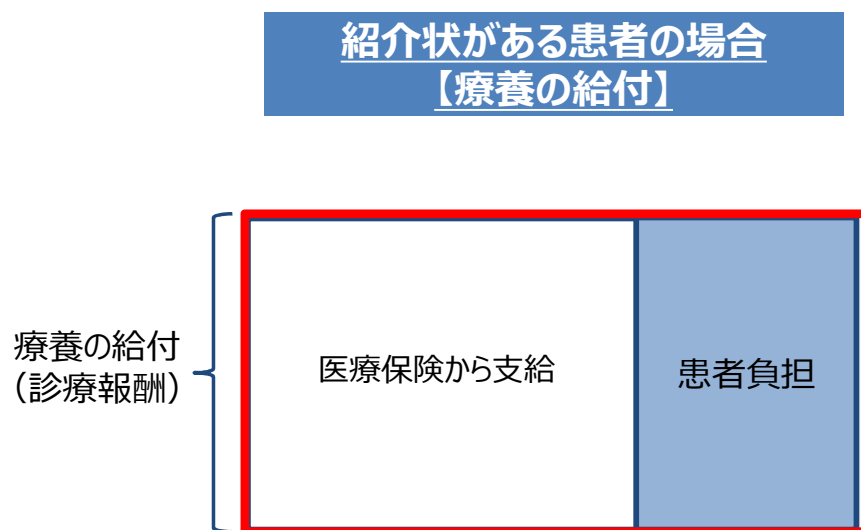 紹介状がある患者の場合
【療養の給付】
療養の給付
（診療報酬）
医療保険から支給
患者負担